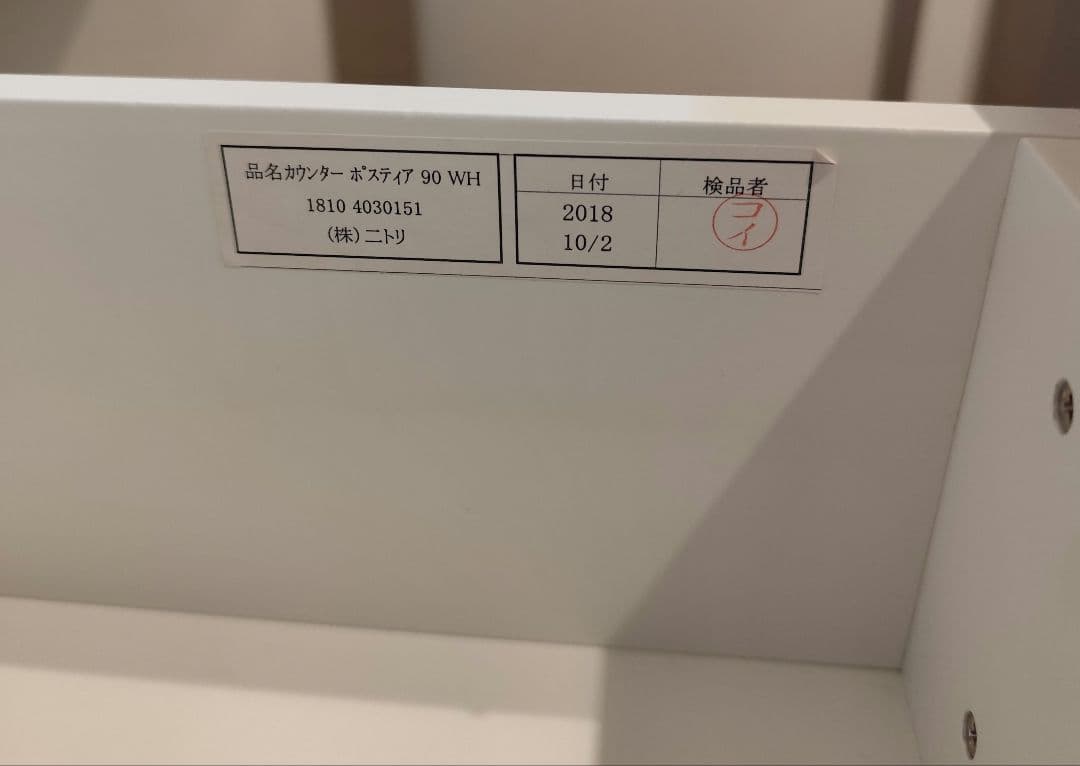 品名カウンター ポスティア 90 WH
1810 4030151
(株)ニトリ
日付
検品者
2018
10/2
コイ